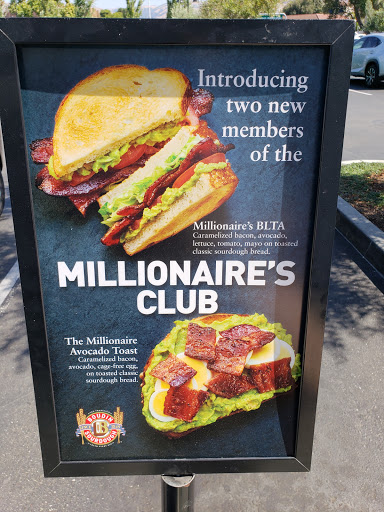 Introducing
two new
members
of the
Millionaire's BLTA
Caramelized bacon, avocado,
lettuce, tomato, mayo on toasted
classic sourdough bread.
MILLIONAIRE'S
CLUB
The Millionaire
Avocado Toast
Caramelized bacon,
avocado, cage-free egg,
on toasted classic
sourdough bread.
BOUDIN
B
SOURDOUGH